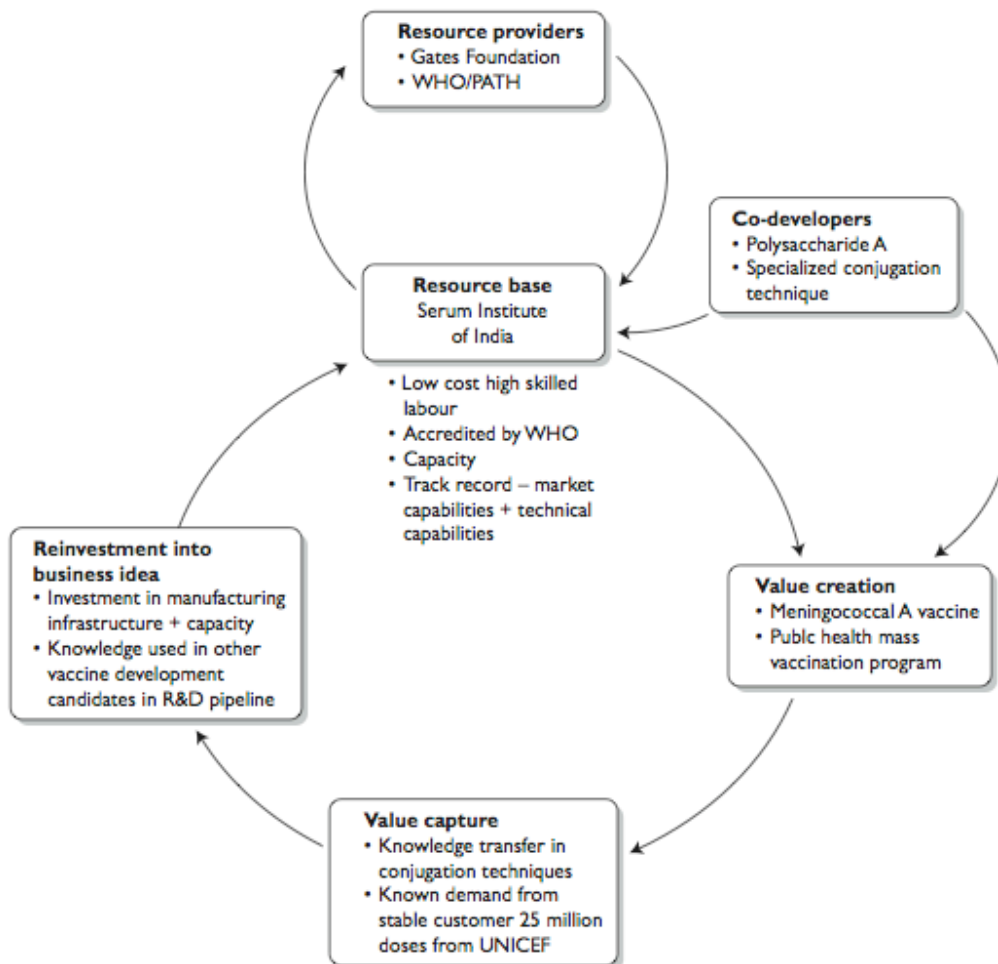 Resource providers
• Gates Foundation
• WHO/PATH
Co-developers
• Polysaccharide A
• Specialized conjugation
technique
Resource base
Serum Institute
of India
• Low cost high skilled
labour
• Accredited by WHO
• Capacity
• Track record – market
capabilities + technical
capabilities
Reinvestment into
business idea
• Investment in manufacturing
infrastructure + capacity
• Knowledge used in other
vaccine development
candidates in R&D pipeline
Value creation
• Meningococcal A vaccine
• Publc health mass
vaccination program
Value capture
• Knowledge transfer in
conjugation techniques
• Known demand from
stable customer 25 million
doses from UNICEF